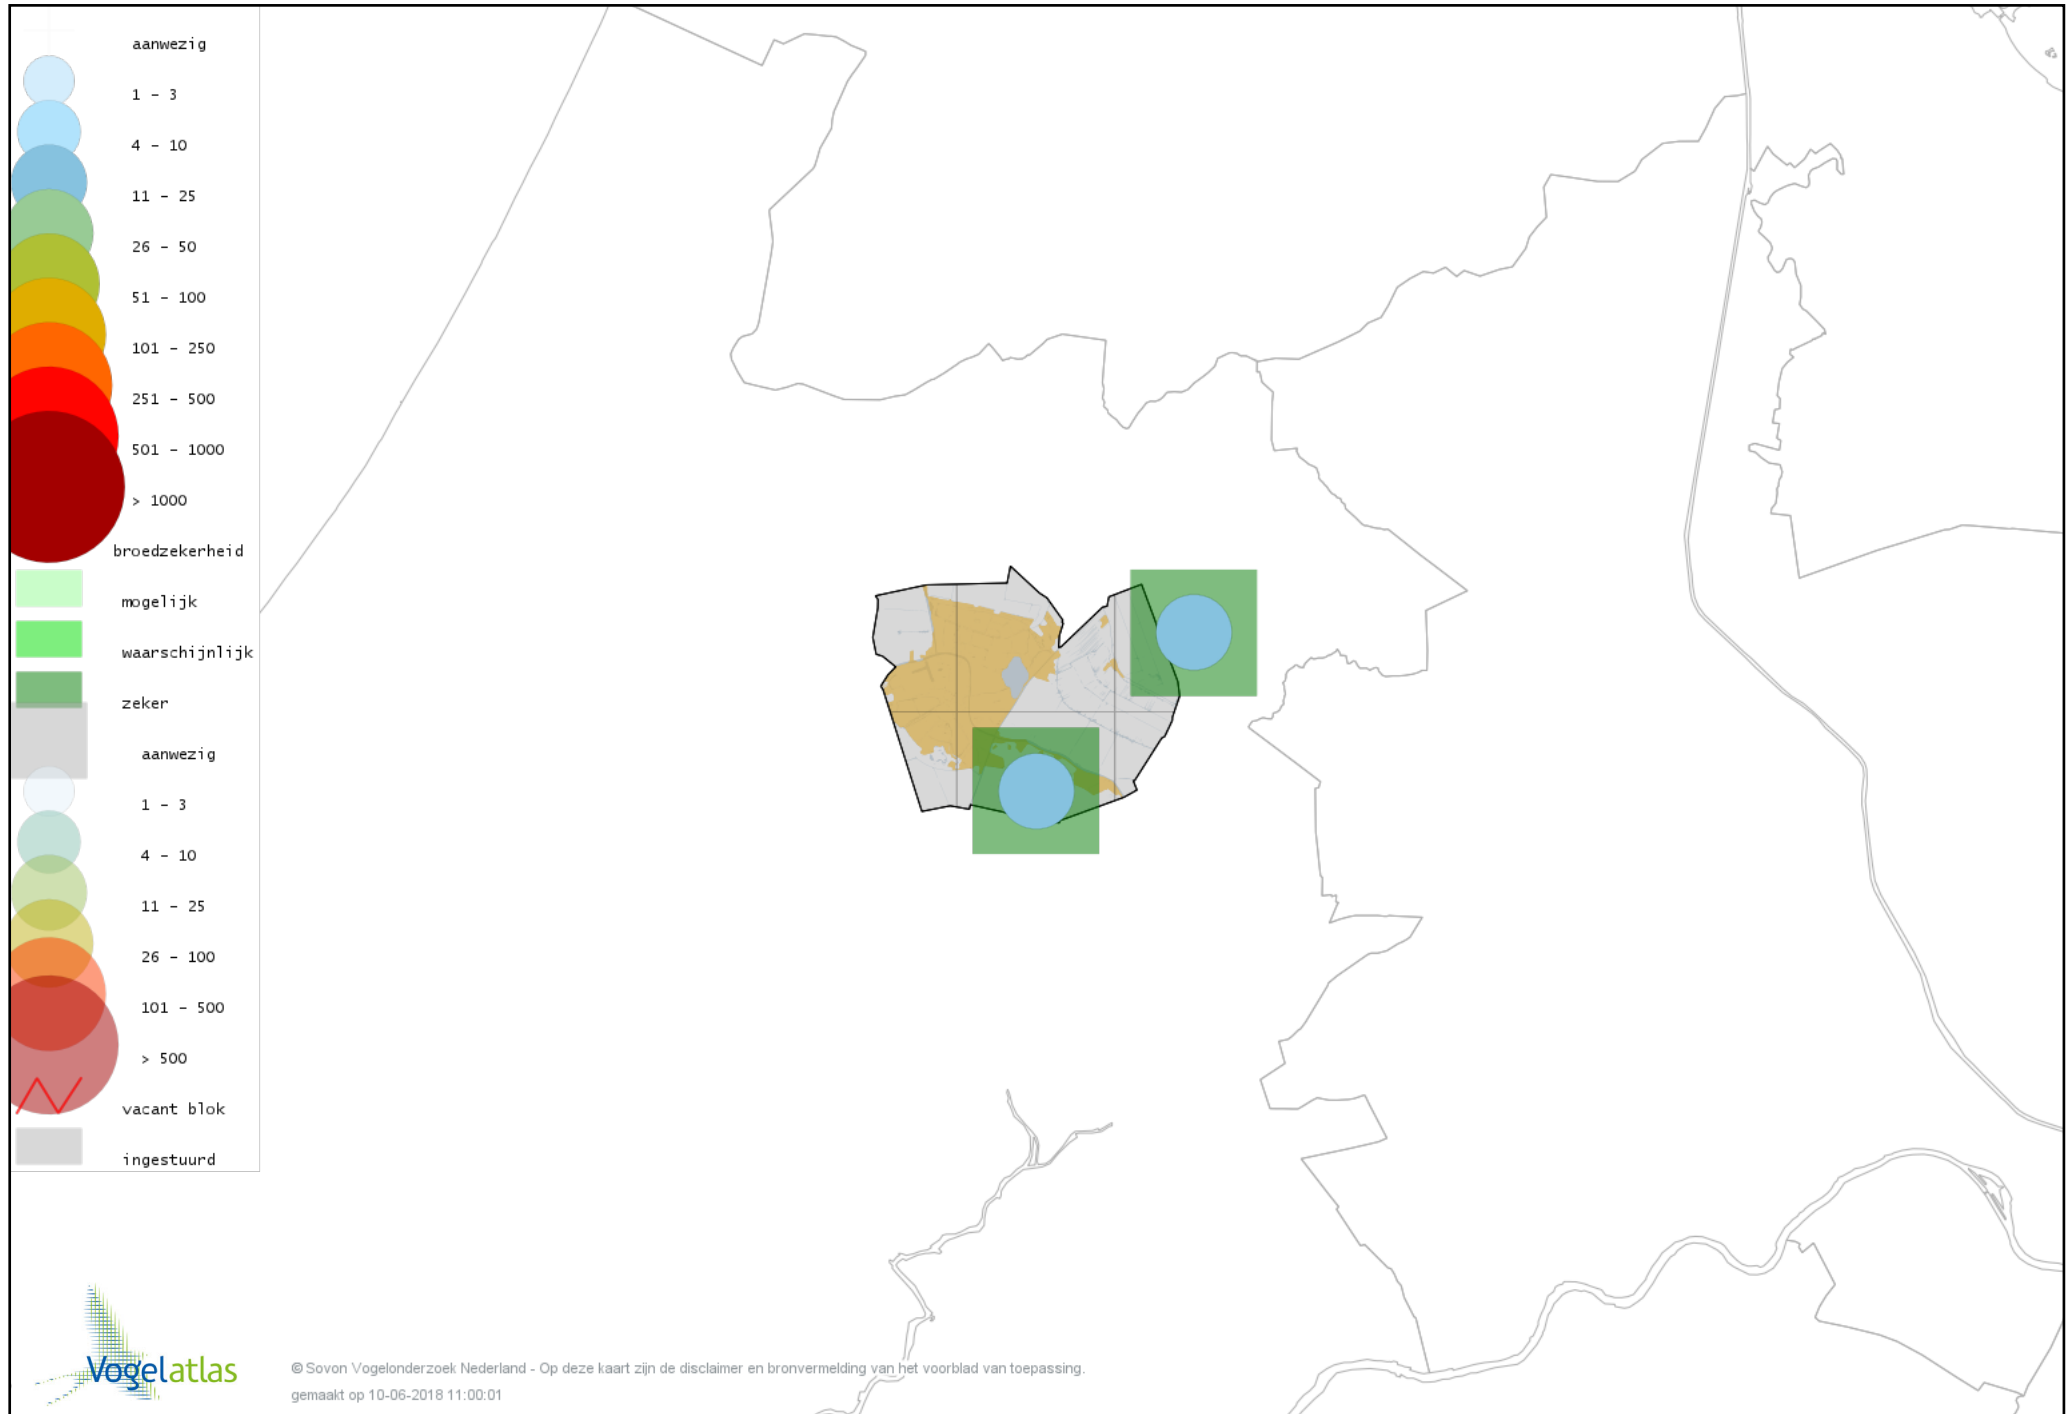 aanwezig
1 - 3
4 - 10
11 - 25
26 - 50
51 - 100
101 - 250
251 - 500
501 - 1000
> 1000
broedzekerheid
mogelijk
waarschijnlijk
zeker
aanwezig
1 - 3
4 - 10
11 - 25
26 - 100
101 - 500
> 500
vacant blok
ingestuurd
Vogelatlas
© Sovon Vogelonderzoek Nederland - Op deze kaart zijn de disclaimer en bronvermelding van het voorblad van toepassing.
gemaakt op 10-06-2018 11:00:01